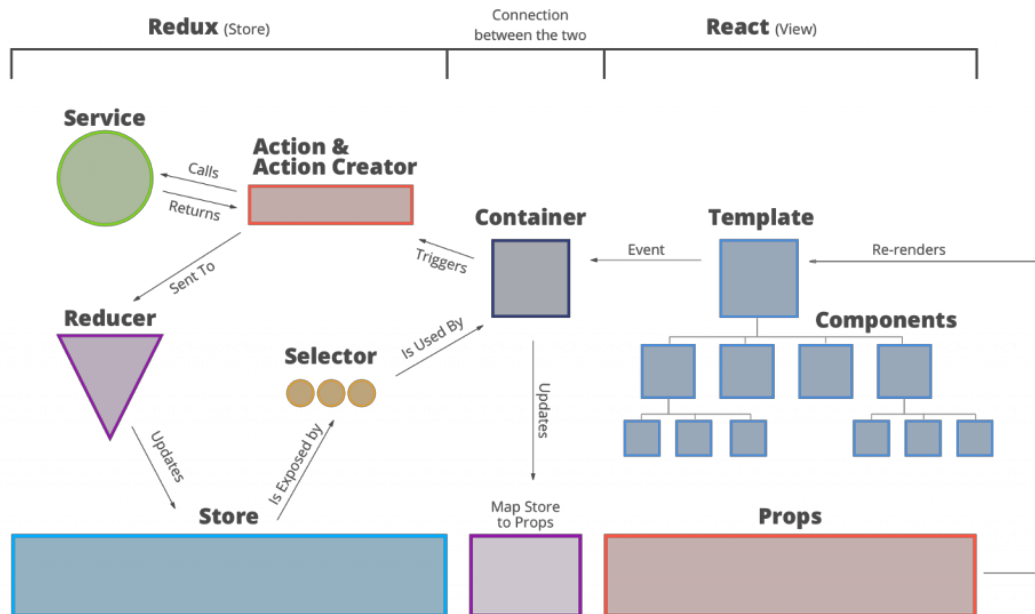 Redux (Store)
Connection
between the two
React (View)
Service
Action &
Action Creator
Calls
Returns
Container
Template
Triggers
Event
Re-renders
Sent To
Reducer
Components
Selector
Is Used By
Updates
Updates
Is Exposed by
Store
Map Store
to Props
Props